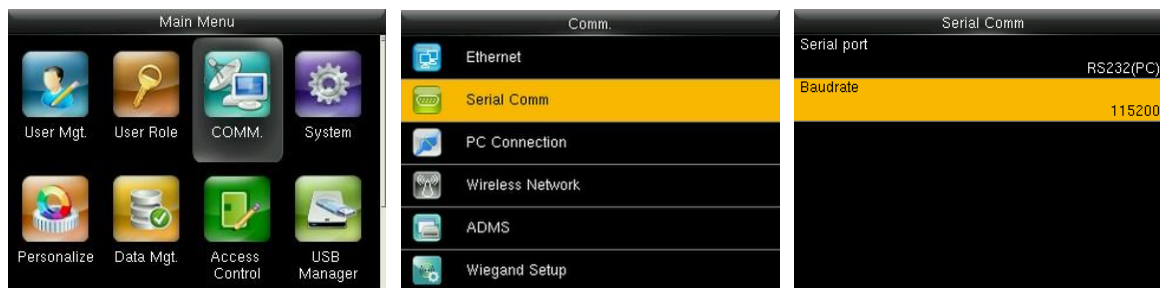 Main Menu
User Mgt.
User Role
COMM.
System
Personalize
Data Mgt.
Access
Control
USB
Manager
Comm.
Ethernet
Serial Comm
PC Connection
Wireless Network
ADMS
Wiegand Setup
Serial Comm
Serial port
RS232(PC)
Baudrate
115200